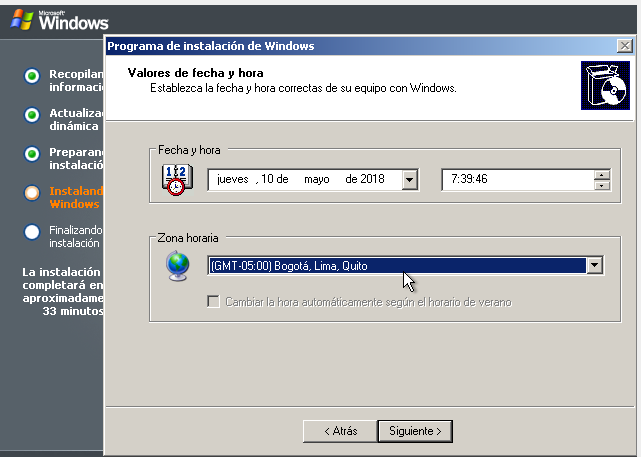 Microsoft
Windows
Programa de instalación de Windows
Recopilan
informaci
Actualiza
dinámica
Preparan
instalació
Instaland
Windows
Finalizando
instalación
La instalación
completará en
aproximadame
33 minutos
Valores de fecha y hora
Establezca la fecha y hora correctas de su equipo con Windows.
Fecha y hora
jueves , 10 de mayo de 2018
7:39:46
Zona horaria
(GMT-05:00) Bogotá, Lima, Quito
Cambiar la hora automáticamente según el horario de verano
< Atrás
Siguiente >